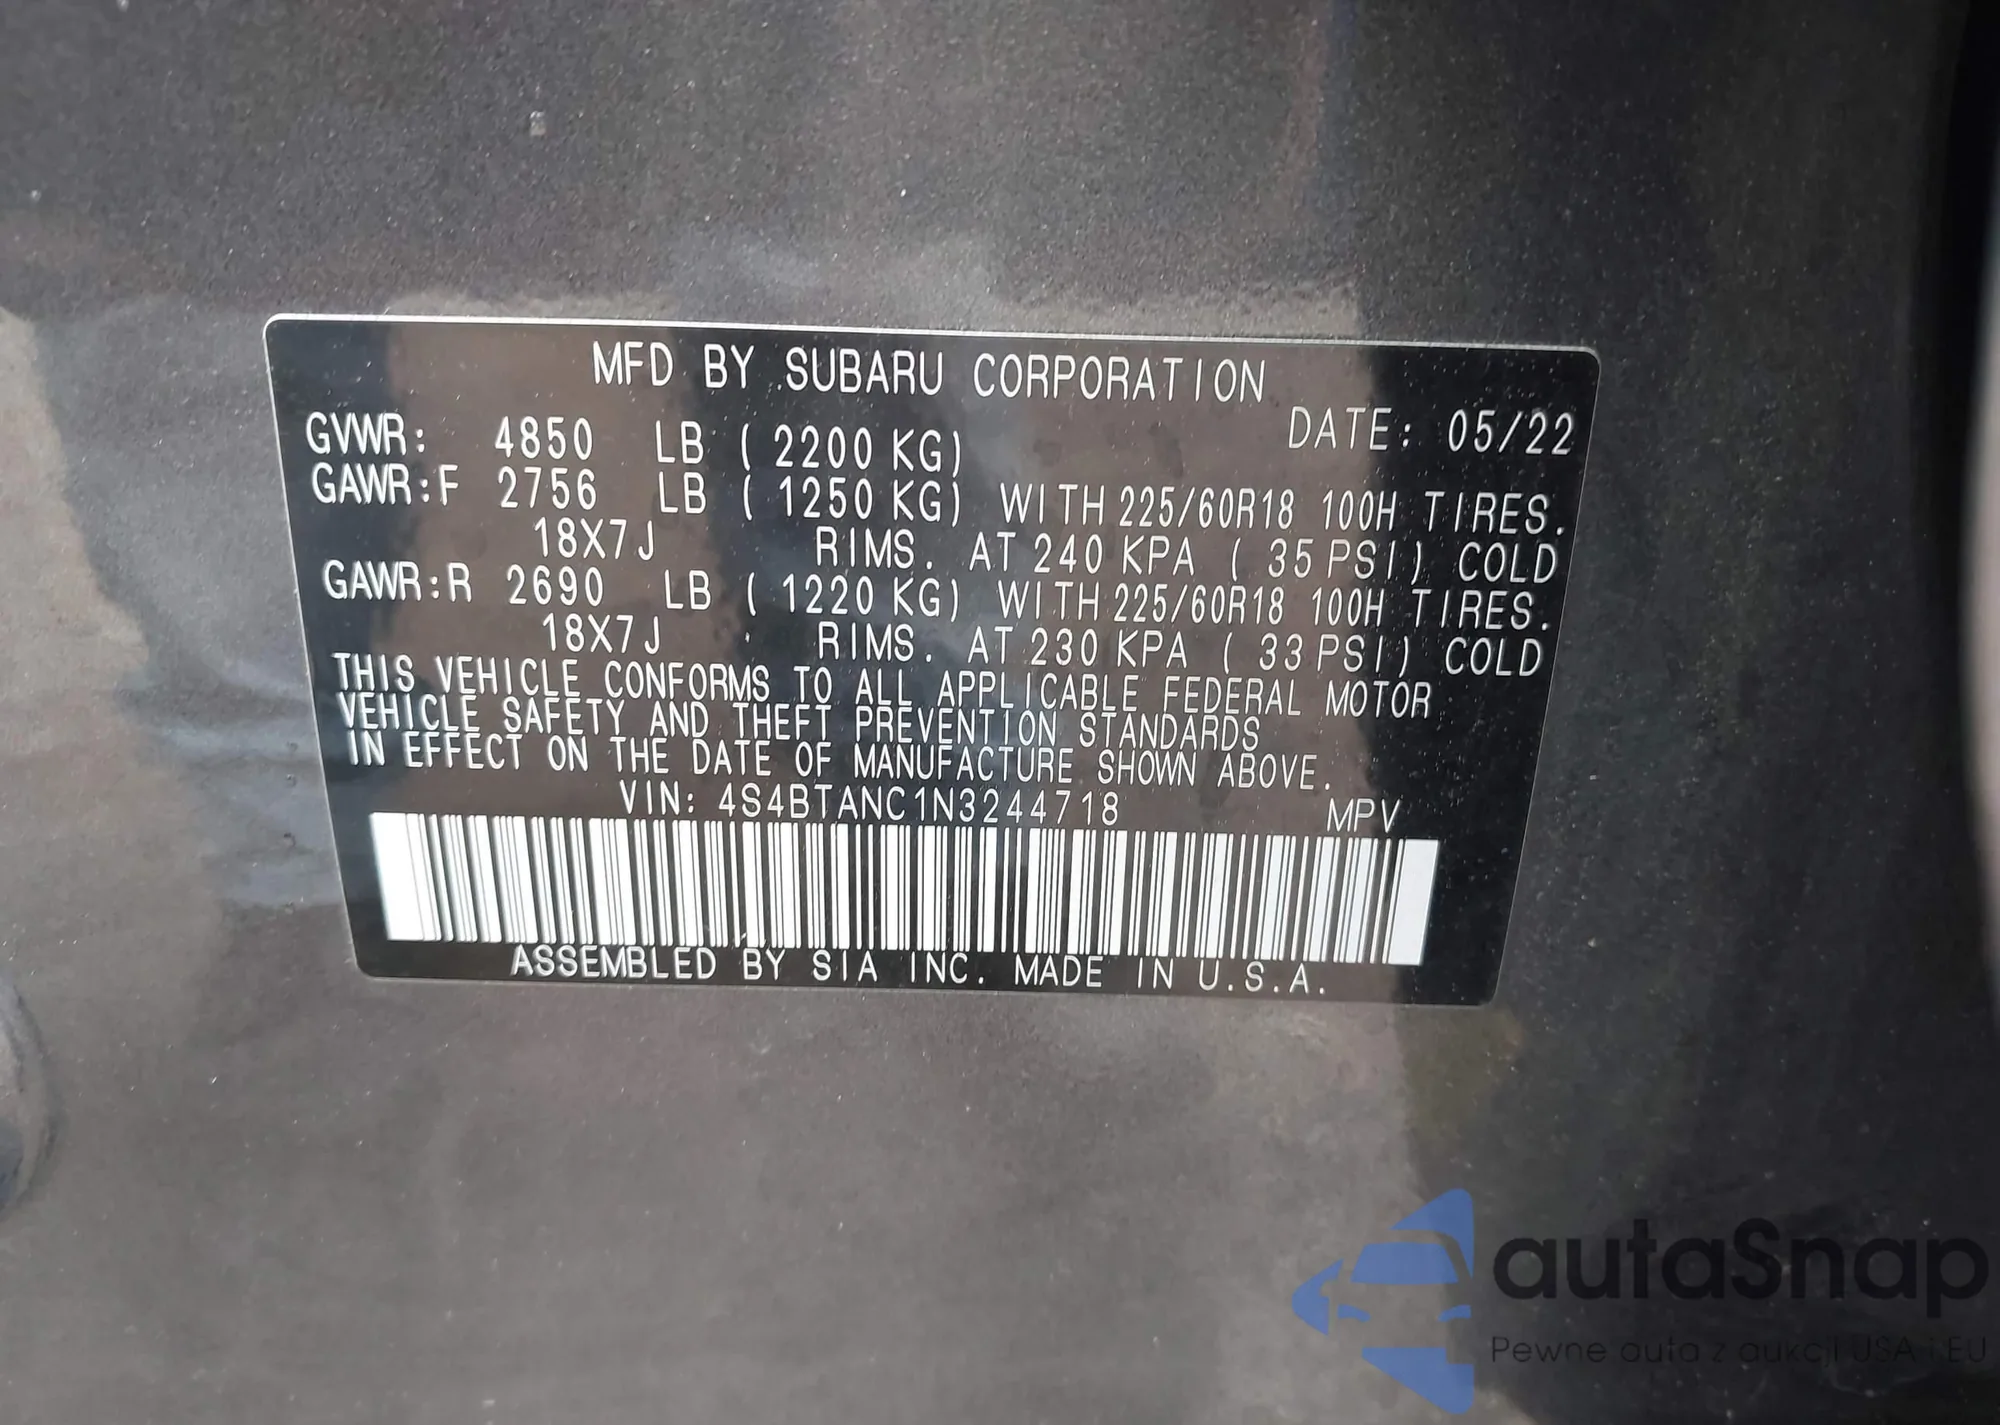 MFD BY SUBARU CORPORATION
DATE: 05/22
GVWR: 4850 LB ( 2200 KG)
GAWR:F 2756 LB ( 1250 KG) WITH 225/60R18 100H TIRES.
18X7J RIMS. AT 240 KPA ( 35 PSI) COLD
GAWR:R 2690 LB ( 1220 KG) WITH 225/60R18 100H TIRES.
18X7J RIMS. AT 230 KPA ( 33 PSI) COLD
THIS VEHICLE CONFORMS TO ALL APPLICABLE FEDERAL MOTOR
VEHICLE SAFETY AND THEFT PREVENTION STANDARDS
IN EFFECT ON THE DATE OF MANUFACTURE SHOWN ABOVE.
VIN: 4S4BTANC1N3244718 MPV
ASSEMBLED BY SIA INC. MADE IN U.S.A.
autaSnap
Pewne auta z aukcji USA i EU